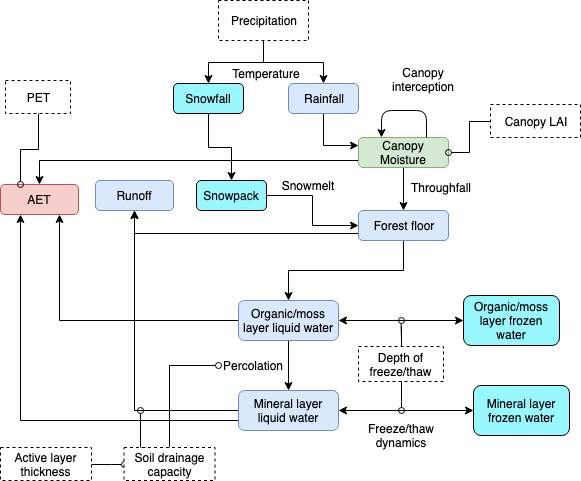 Precipitation
Temperature
Canopy
interception
PET
Snowfall
Rainfall
Canopy LAI
Canopy
Moisture
AET
Runoff
Snowpack
Snowmelt
Throughfall
Forest floor
Organic/moss
layer liquid water
Organic/moss
layer frozen
water
Percolation
Depth of
freeze/thaw
Mineral layer
liquid water
Mineral layer
frozen water
Freeze/thaw
dynamics
Active layer
thickness
Soil drainage
capacity